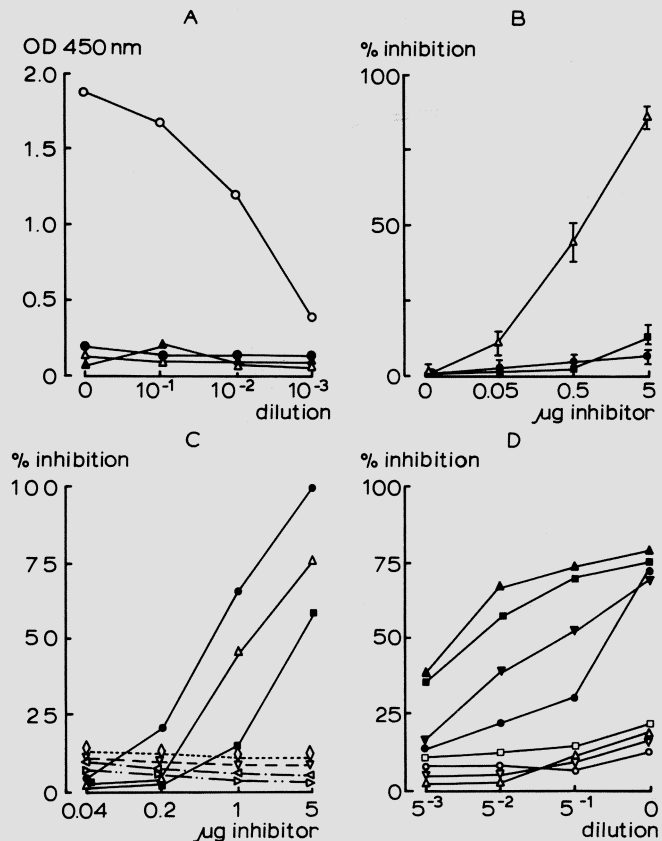 A
OD 450 nm
2.0
1.5
1.0
0.5
0
0 10⁻¹ 10⁻² 10⁻³
dilution
B
% inhibition
100
50
0
0 0.05 0.5 5
µg inhibitor
C
% inhibition
100
75
50
25
0
0.04 0.2 1 5
µg inhibitor
D
% inhibition
100
75
50
25
0
5⁻³ 5⁻² 5⁻¹ 0
dilution